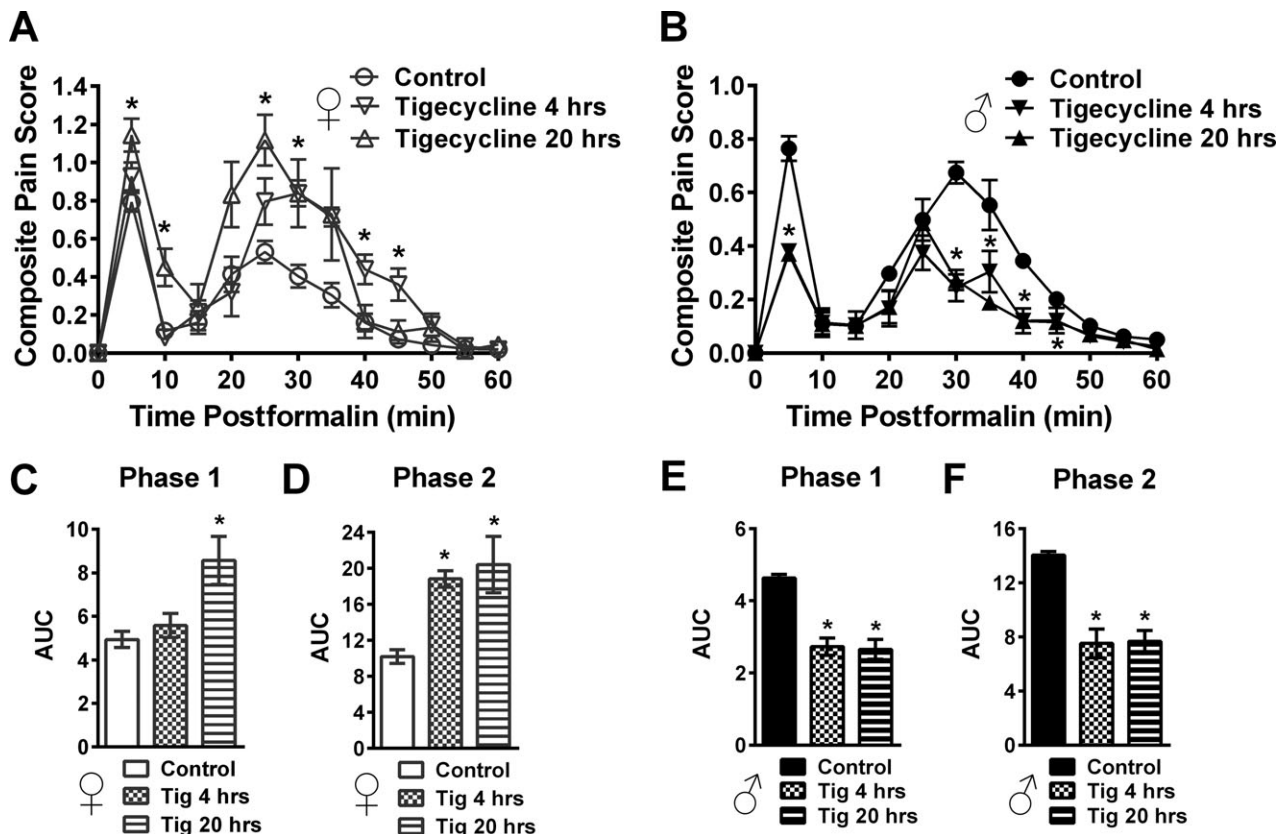 A
Composite Pain Score
1.4
1.2
1.0
0.8
0.6
0.4
0.2
0.0
0 10 20 30 40 50 60
Time Postformalin (min)
♀
Control
Tigecycline 4 hrs
Tigecycline 20 hrs
* * * * * *
B
Composite Pain Score
1.0
0.8
0.6
0.4
0.2
0.0
0 10 20 30 40 50 60
Time Postformalin (min)
♂
Control
Tigecycline 4 hrs
Tigecycline 20 hrs
* * * * *
C
Phase 1
AUC
10
8
6
4
2
0
*
♀
Control
Tig 4 hrs
Tig 20 hrs
D
Phase 2
24
20
16
12
8
4
0
* *
♀
Control
Tig 4 hrs
Tig 20 hrs
E
Phase 1
AUC
6
4
2
0
* *
♂
Control
Tig 4 hrs
Tig 20 hrs
F
Phase 2
AUC
16
12
8
4
0
* *
♂
Control
Tig 4 hrs
Tig 20 hrs